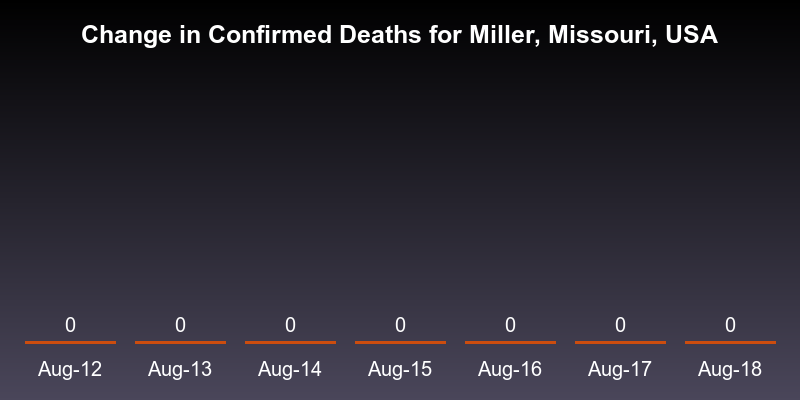 Change in Confirmed Deaths for Miller, Missouri, USA
0 0 0 0 0 0 0
Aug-12 Aug-13 Aug-14 Aug-15 Aug-16 Aug-17 Aug-18